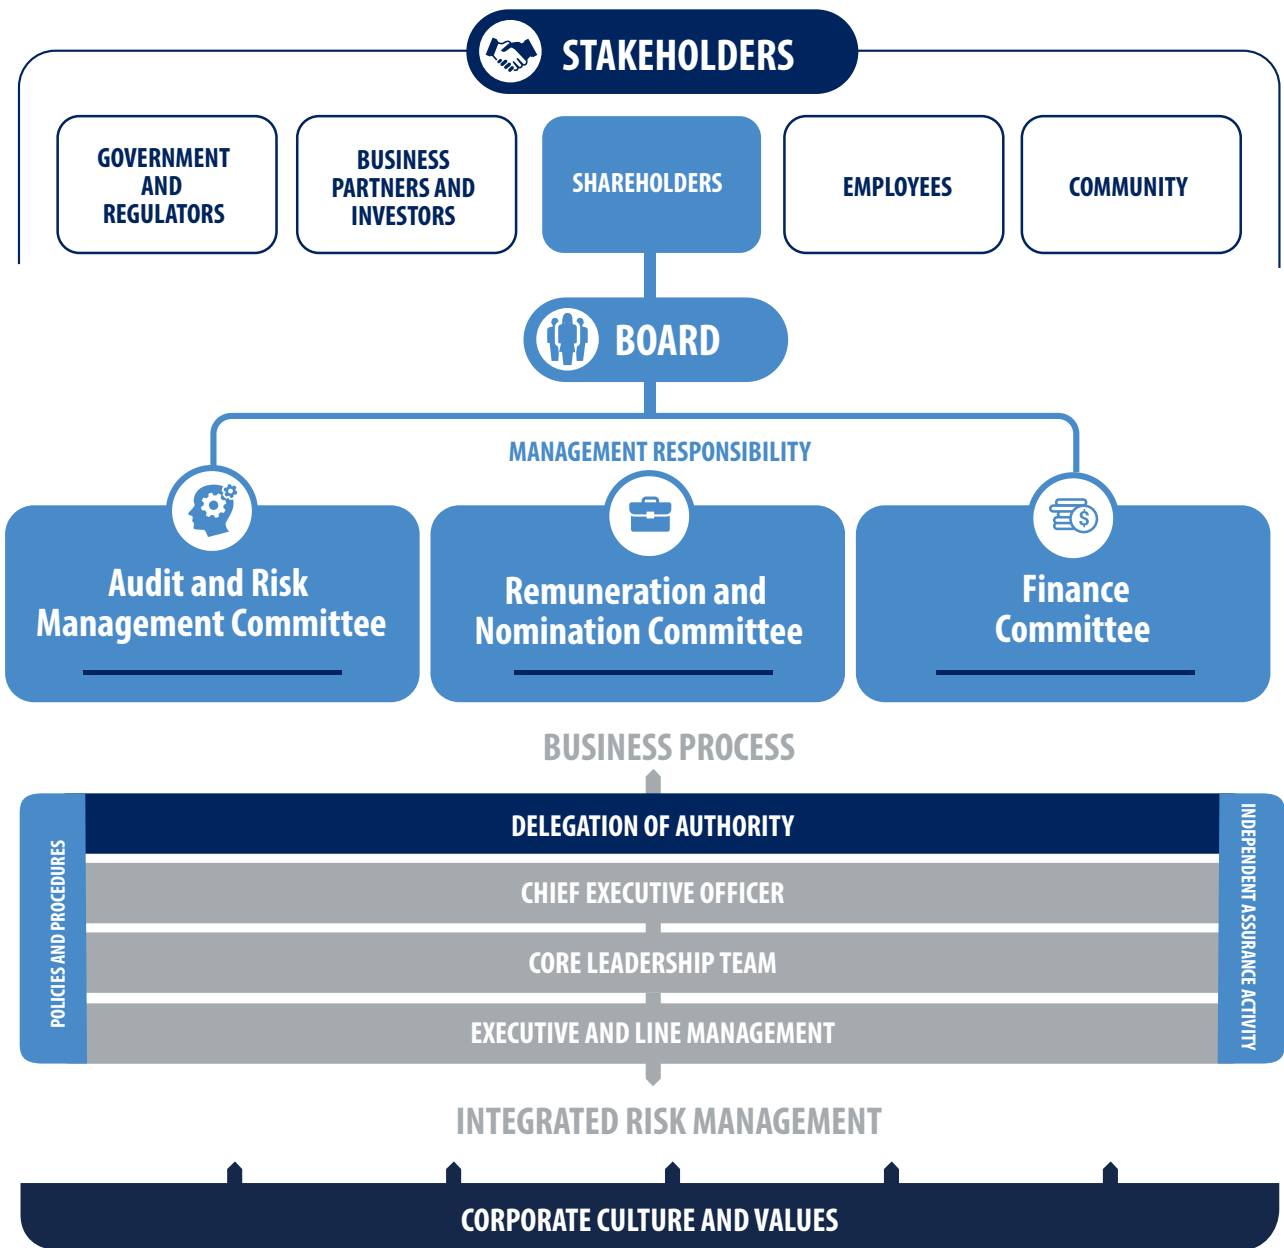 STAKEHOLDERS
GOVERNMENT
AND
REGULATORS
BUSINESS
PARTNERS AND
INVESTORS
SHAREHOLDERS
EMPLOYEES
COMMUNITY
BOARD
MANAGEMENT RESPONSIBILITY
Audit and Risk
Management Committee
Remuneration and
Nomination Committee
$
Finance
Committee
BUSINESS PROCESS
POLICIES AND PROCEDURES
DELEGATION OF AUTHORITY
CHIEF EXECUTIVE OFFICER
CORE LEADERSHIP TEAM
EXECUTIVE AND LINE MANAGEMENT
INDEPENDENT ASSURANCE ACTIVITY
INTEGRATED RISK MANAGEMENT
CORPORATE CULTURE AND VALUES